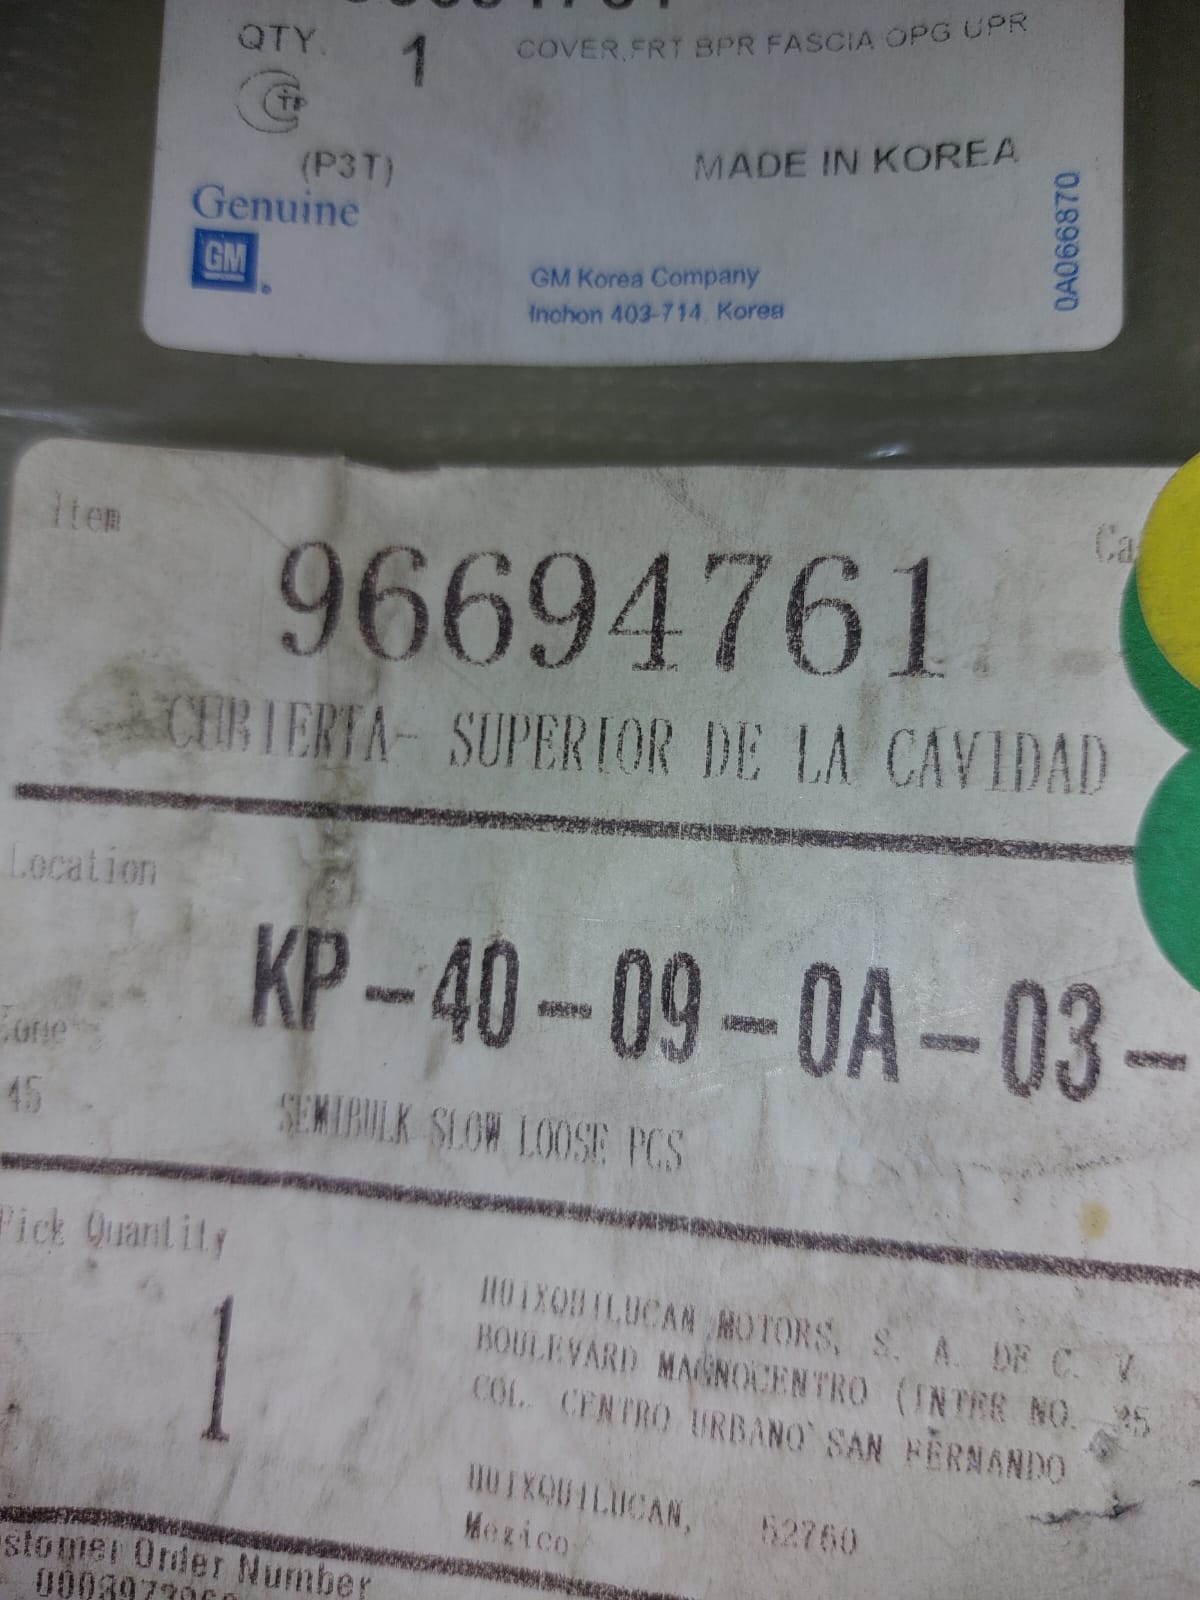 QTY. 1 COVER,FRT BPR FASCIA OPG UPR
(P3T) MADE IN KOREA
Genuine
GM
GM Korea Company
Inchon 403-714, Korea
0A066870
Item
96694761
CUBIERTA- SUPERIOR DE LA CAVIDAD
Location
KP-40-09-0A-03-
Zone
45
SEMIBULK SLOW LOOSE PCS
Pick Quantity
1
HUIXQUILUCAN MOTORS, S. A. DE C. V
BOULEVARD MAGNOCENTRO (INTER NO.
COL. CENTRO URBANO SAN FERNANDO
HUIXQUILUCAN, 52760
Mexico
stomer Order Number